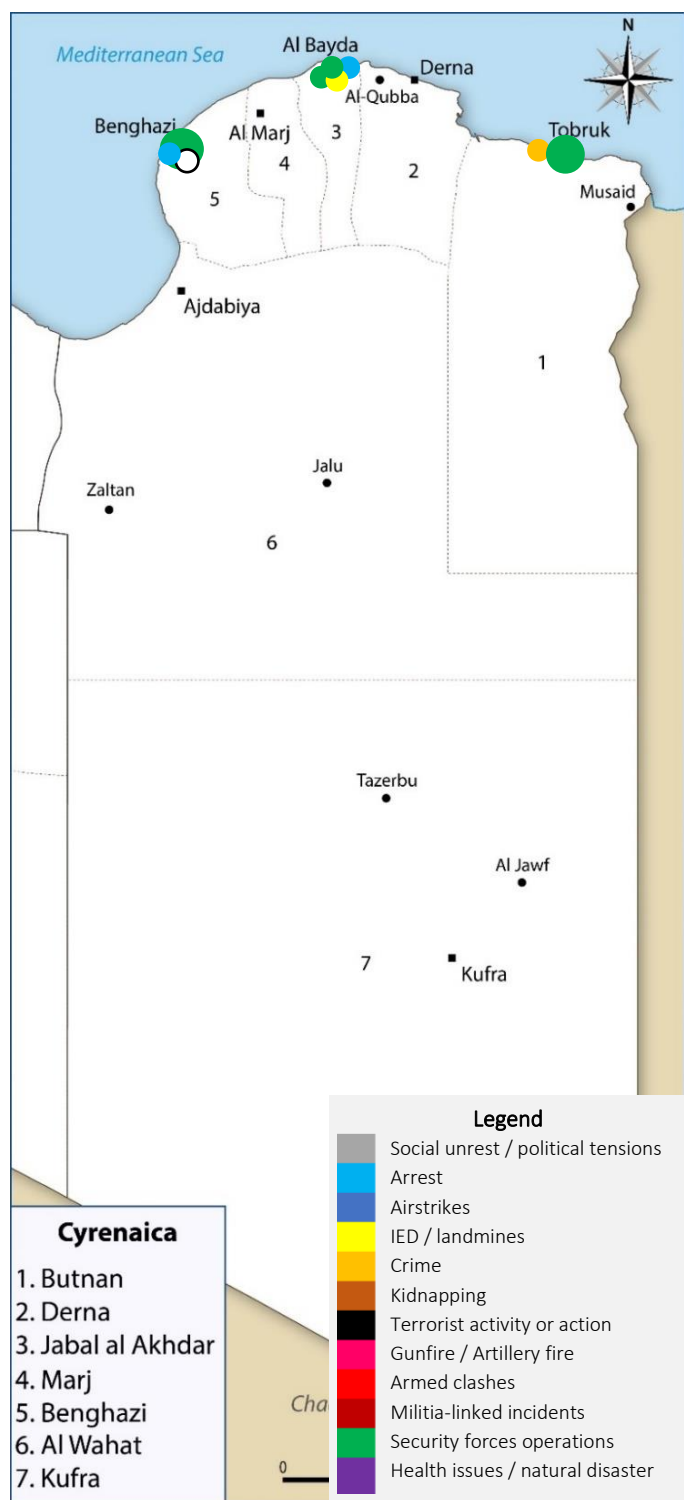 Mediterranean Sea
Al Bayda
N
Derna
Al-Qubba
Benghazi
Al Marj
3
4
2
5
Tobruk
Musaid
Ajdabiya
1
Jalu
Zaltan
6
Tazerbu
Al Jawf
7
Kufra
Legend
Social unrest / political tensions
Arrest
Airstrikes
IED / landmines
Crime
Kidnapping
Terrorist activity or action
Gunfire / Artillery fire
Armed clashes
Militia-linked incidents
Security forces operations
Health issues / natural disaster
Cyrenaica
1. Butnan
2. Derna
3. Jabal al Akhdar
4. Marj
5. Benghazi
6. Al Wahat
7. Kufra
0